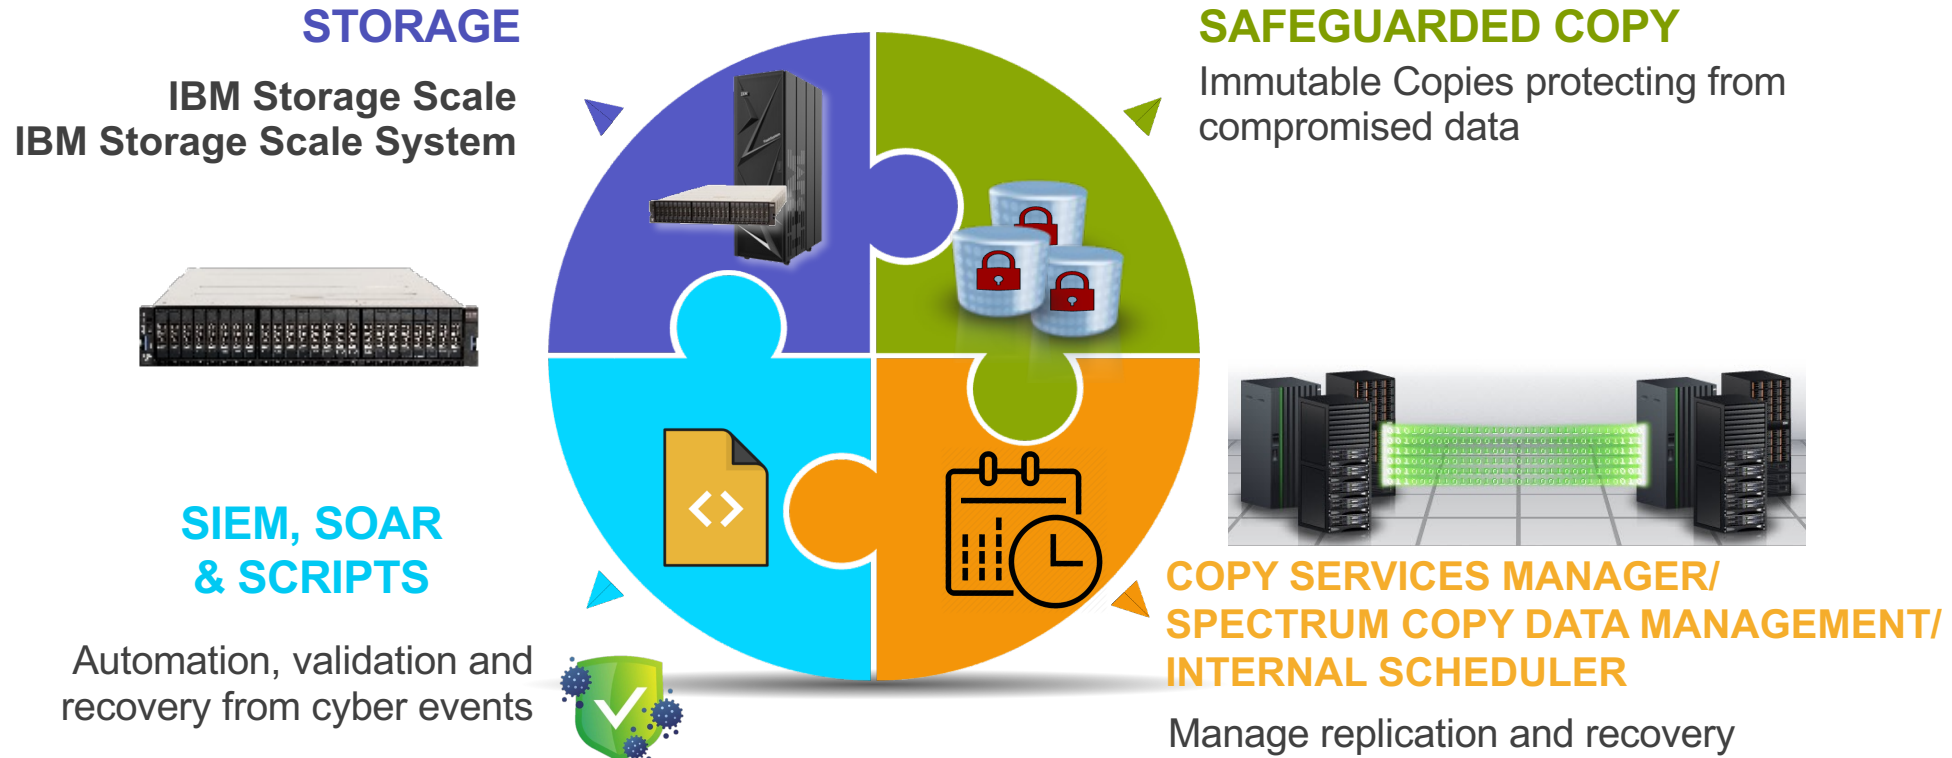 STORAGE
IBM Storage Scale
IBM Storage Scale System
SAFEGUARDED COPY
Immutable Copies protecting from
compromised data
SIEM, SOAR
& SCRIPTS
Automation, validation and
recovery from cyber events
COPY SERVICES MANAGER/
SPECTRUM COPY DATA MANAGEMENT/
INTERNAL SCHEDULER
Manage replication and recovery